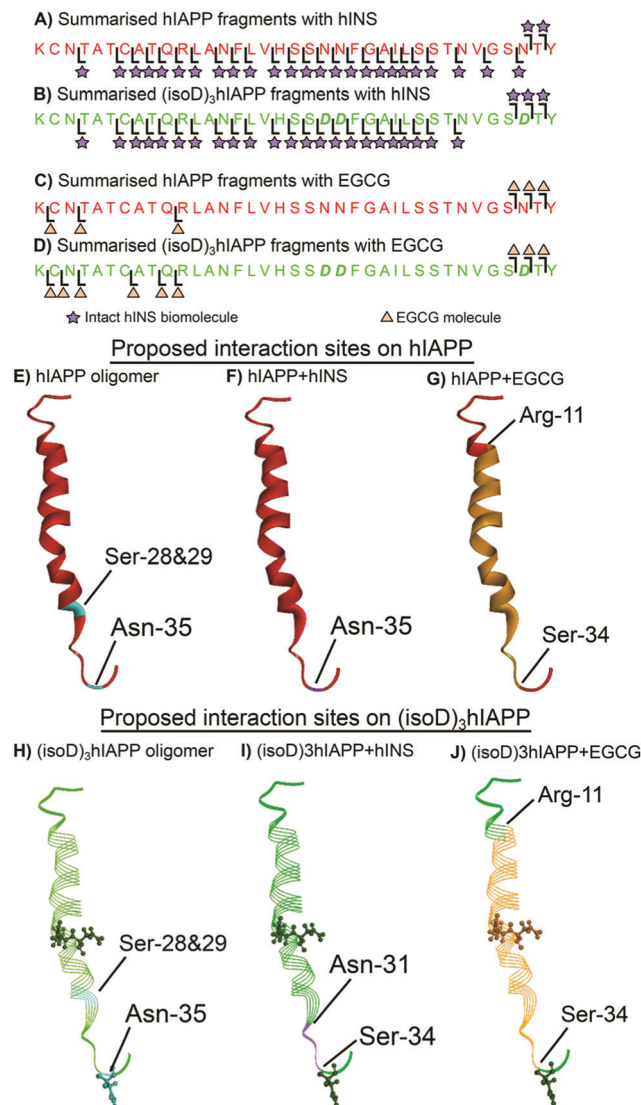 A) Summarised hIAPP fragments with hINS
K C N T A T C A T Q R L A N F L V H S S N N F G A I L S S T N V G S N T Y
B) Summarised (isoD)₃hIAPP fragments with hINS
K C N T A T C A T Q R L A N F L V H S S D D F G A I L S S T N V G S D T Y
C) Summarised hIAPP fragments with EGCG
K C N T A T C A T Q R L A N F L V H S S N N F G A I L S S T N V G S N T Y
D) Summarised (isoD)₃hIAPP fragments with EGCG
K C N T A T C A T Q R L A N F L V H S S D D F G A I L S S T N V G S D T Y
Intact hINS biomolecule
EGCG molecule
Proposed interaction sites on hIAPP
E) hIAPP oligomer
F) hIAPP+hINS
G) hIAPP+EGCG
Arg-11
Ser-28&29
Asn-35
Asn-35
Ser-34
Proposed interaction sites on (isoD)₃hIAPP
H) (isoD)₃hIAPP oligomer
I) (isoD)3hIAPP+hINS
J) (isoD)3hIAPP+EGCG
Arg-11
Ser-28&29
Asn-31
Asn-35
Ser-34
Ser-34